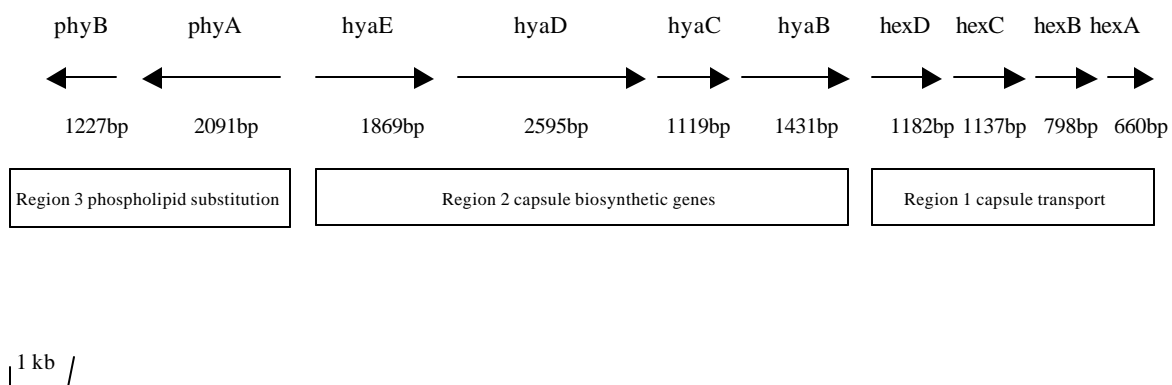 phyB phyA hyaE hyaD hyaC hyaB hexD hexC hexB hexA
1227bp 2091bp 1869bp 2595bp 1119bp 1431bp 1182bp 1137bp 798bp 660bp
Region 3 phospholipid substitution Region 2 capsule biosynthetic genes Region 1 capsule transport
1 kb